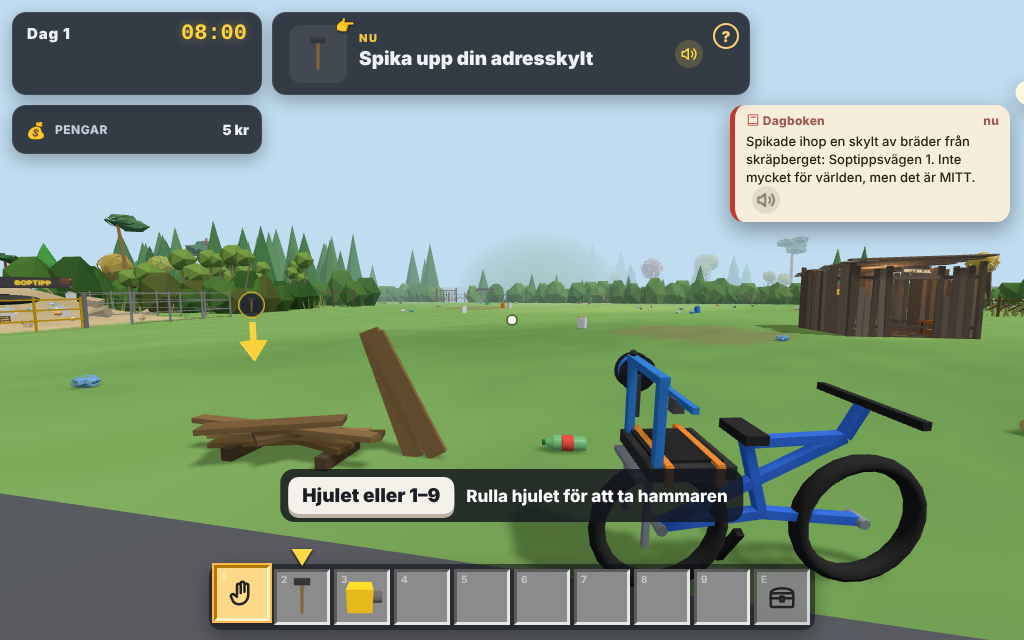 Dag 1
08:00
NU
Spika upp din adresskylt
?
PENGAR
5 kr
Dagboken
nu
Spikade ihop en skylt av bräder från
skräpberget: Soptippsvägen 1. Inte
mycket för världen, men det är MITT.
SOPTIPP
Hjulet eller 1–9
Rulla hjulet för att ta hammaren
1
2
3
4
5
6
7
8
9
E